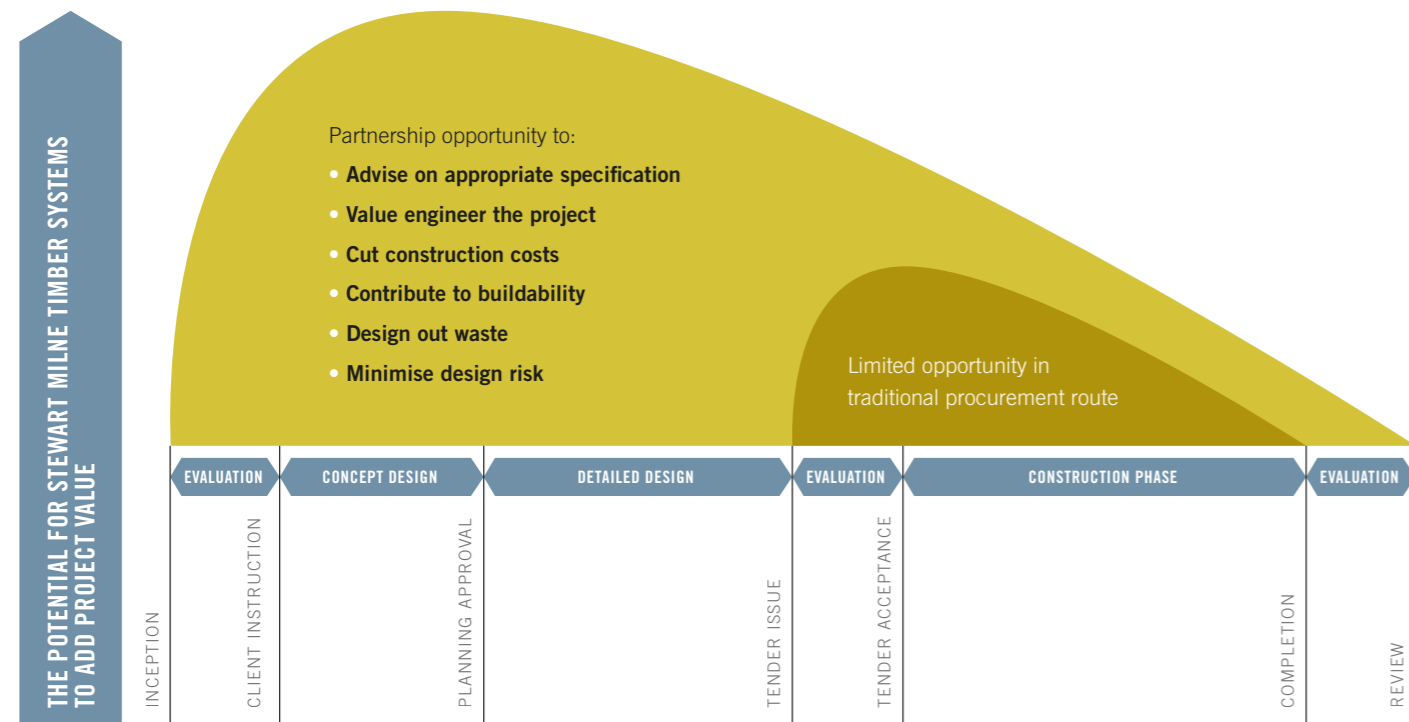 THE POTENTIAL FOR STEWART MILNE TIMBER SYSTEMS
TO ADD PROJECT VALUE
Partnership opportunity to:
• Advise on appropriate specification
• Value engineer the project
• Cut construction costs
• Contribute to buildability
• Design out waste
• Minimise design risk
Limited opportunity in
traditional procurement route
EVALUATION
CONCEPT DESIGN
DETAILED DESIGN
EVALUATION
CONSTRUCTION PHASE
EVALUATION
INCEPTION
CLIENT INSTRUCTION
PLANNING APPROVAL
TENDER ISSUE
TENDER ACCEPTANCE
COMPLETION
REVIEW